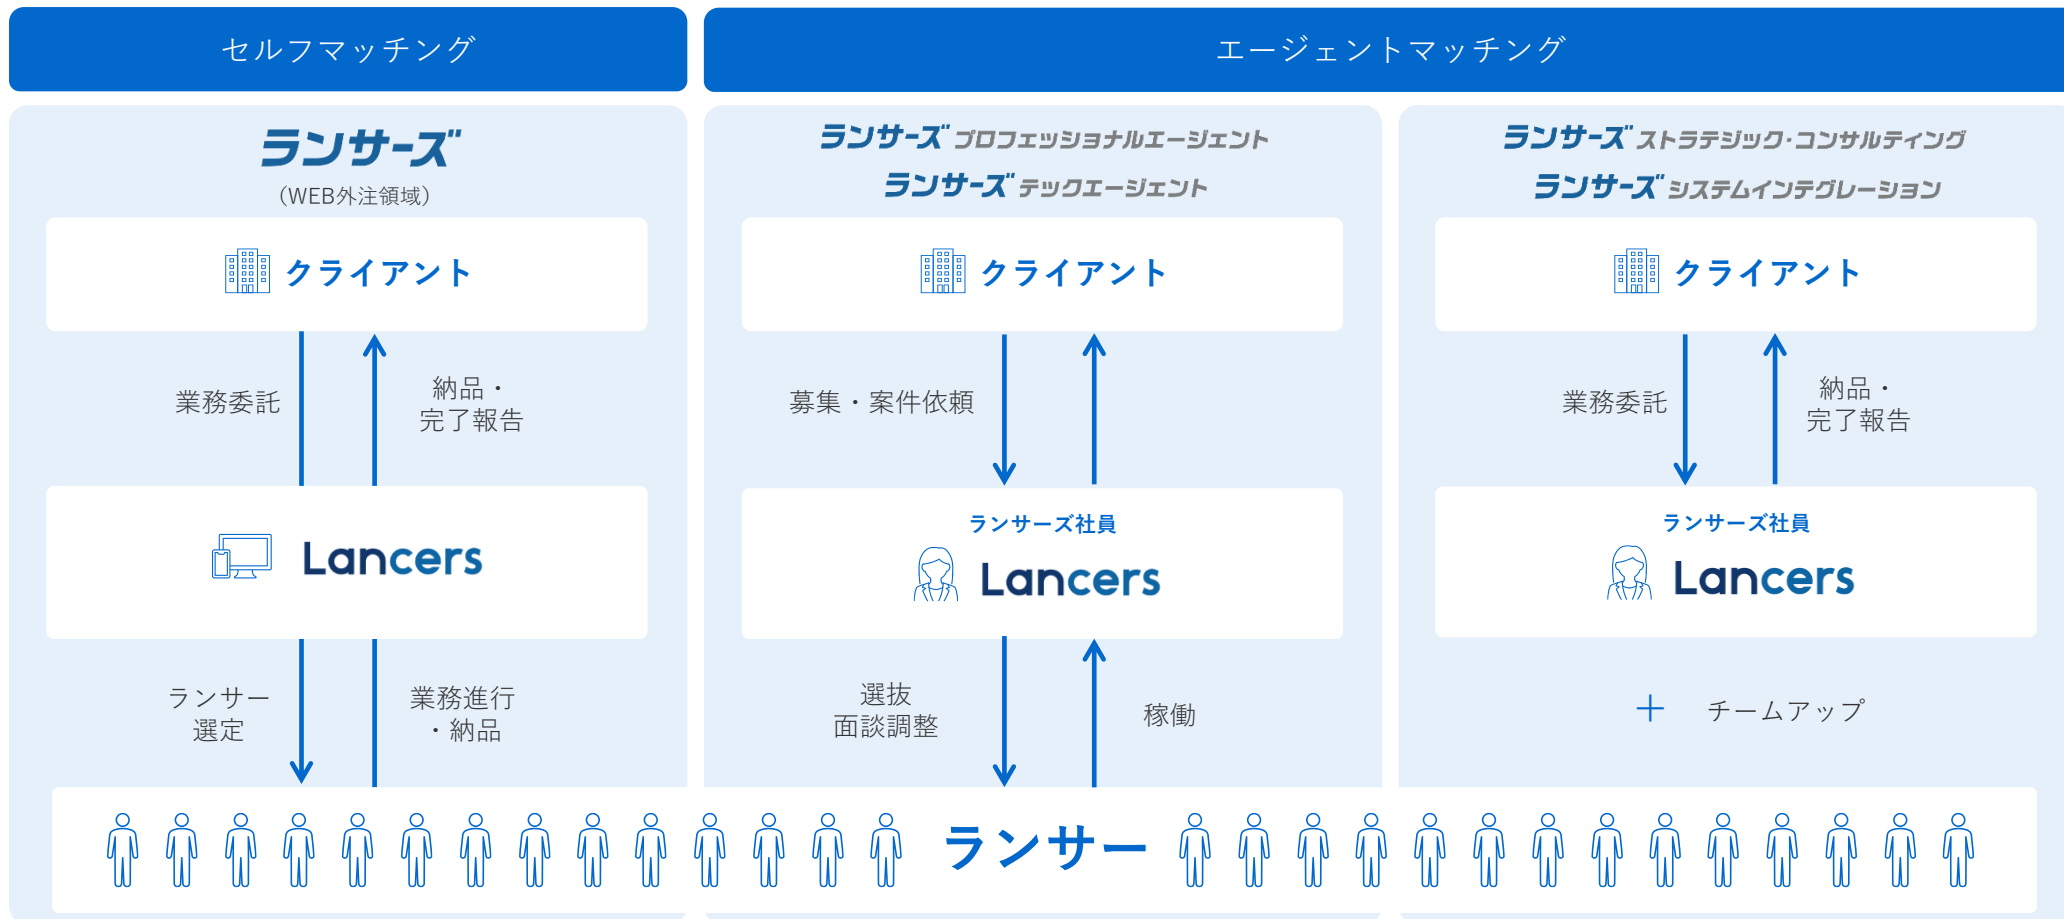 セルフマッチング
エージェントマッチング
ランサーズ
（WEB外注領域）
クライアント
業務委託
納品・
完了報告
Lancers
ランサー
選定
業務進行
・納品
ランサーズ プロフェッショナルエージェント
ランサーズ テックエージェント
クライアント
募集・案件依頼
ランサーズ社員
Lancers
選抜
面談調整
稼働
ランサーズ ストラテジック・コンサルティング
ランサーズ システムインテグレーション
クライアント
業務委託
納品・
完了報告
ランサーズ社員
Lancers
＋ チームアップ
ランサー